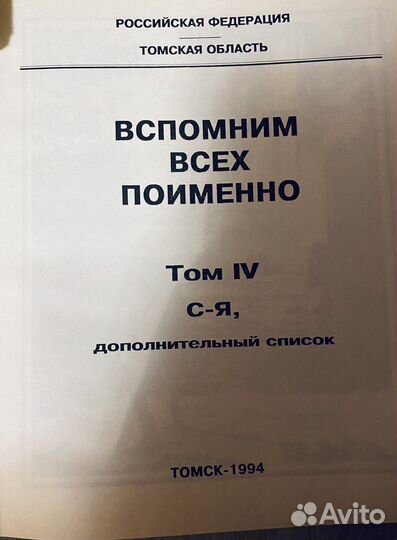 РОССИЙСКАЯ ФЕДЕРАЦИЯ
ТОМСКАЯ ОБЛАСТЬ
ВСПОМНИМ
ВСЕХ
ПОИМЕННО
Том IV
С-Я,
дополнительный список
ТОМСК-1994
Avito